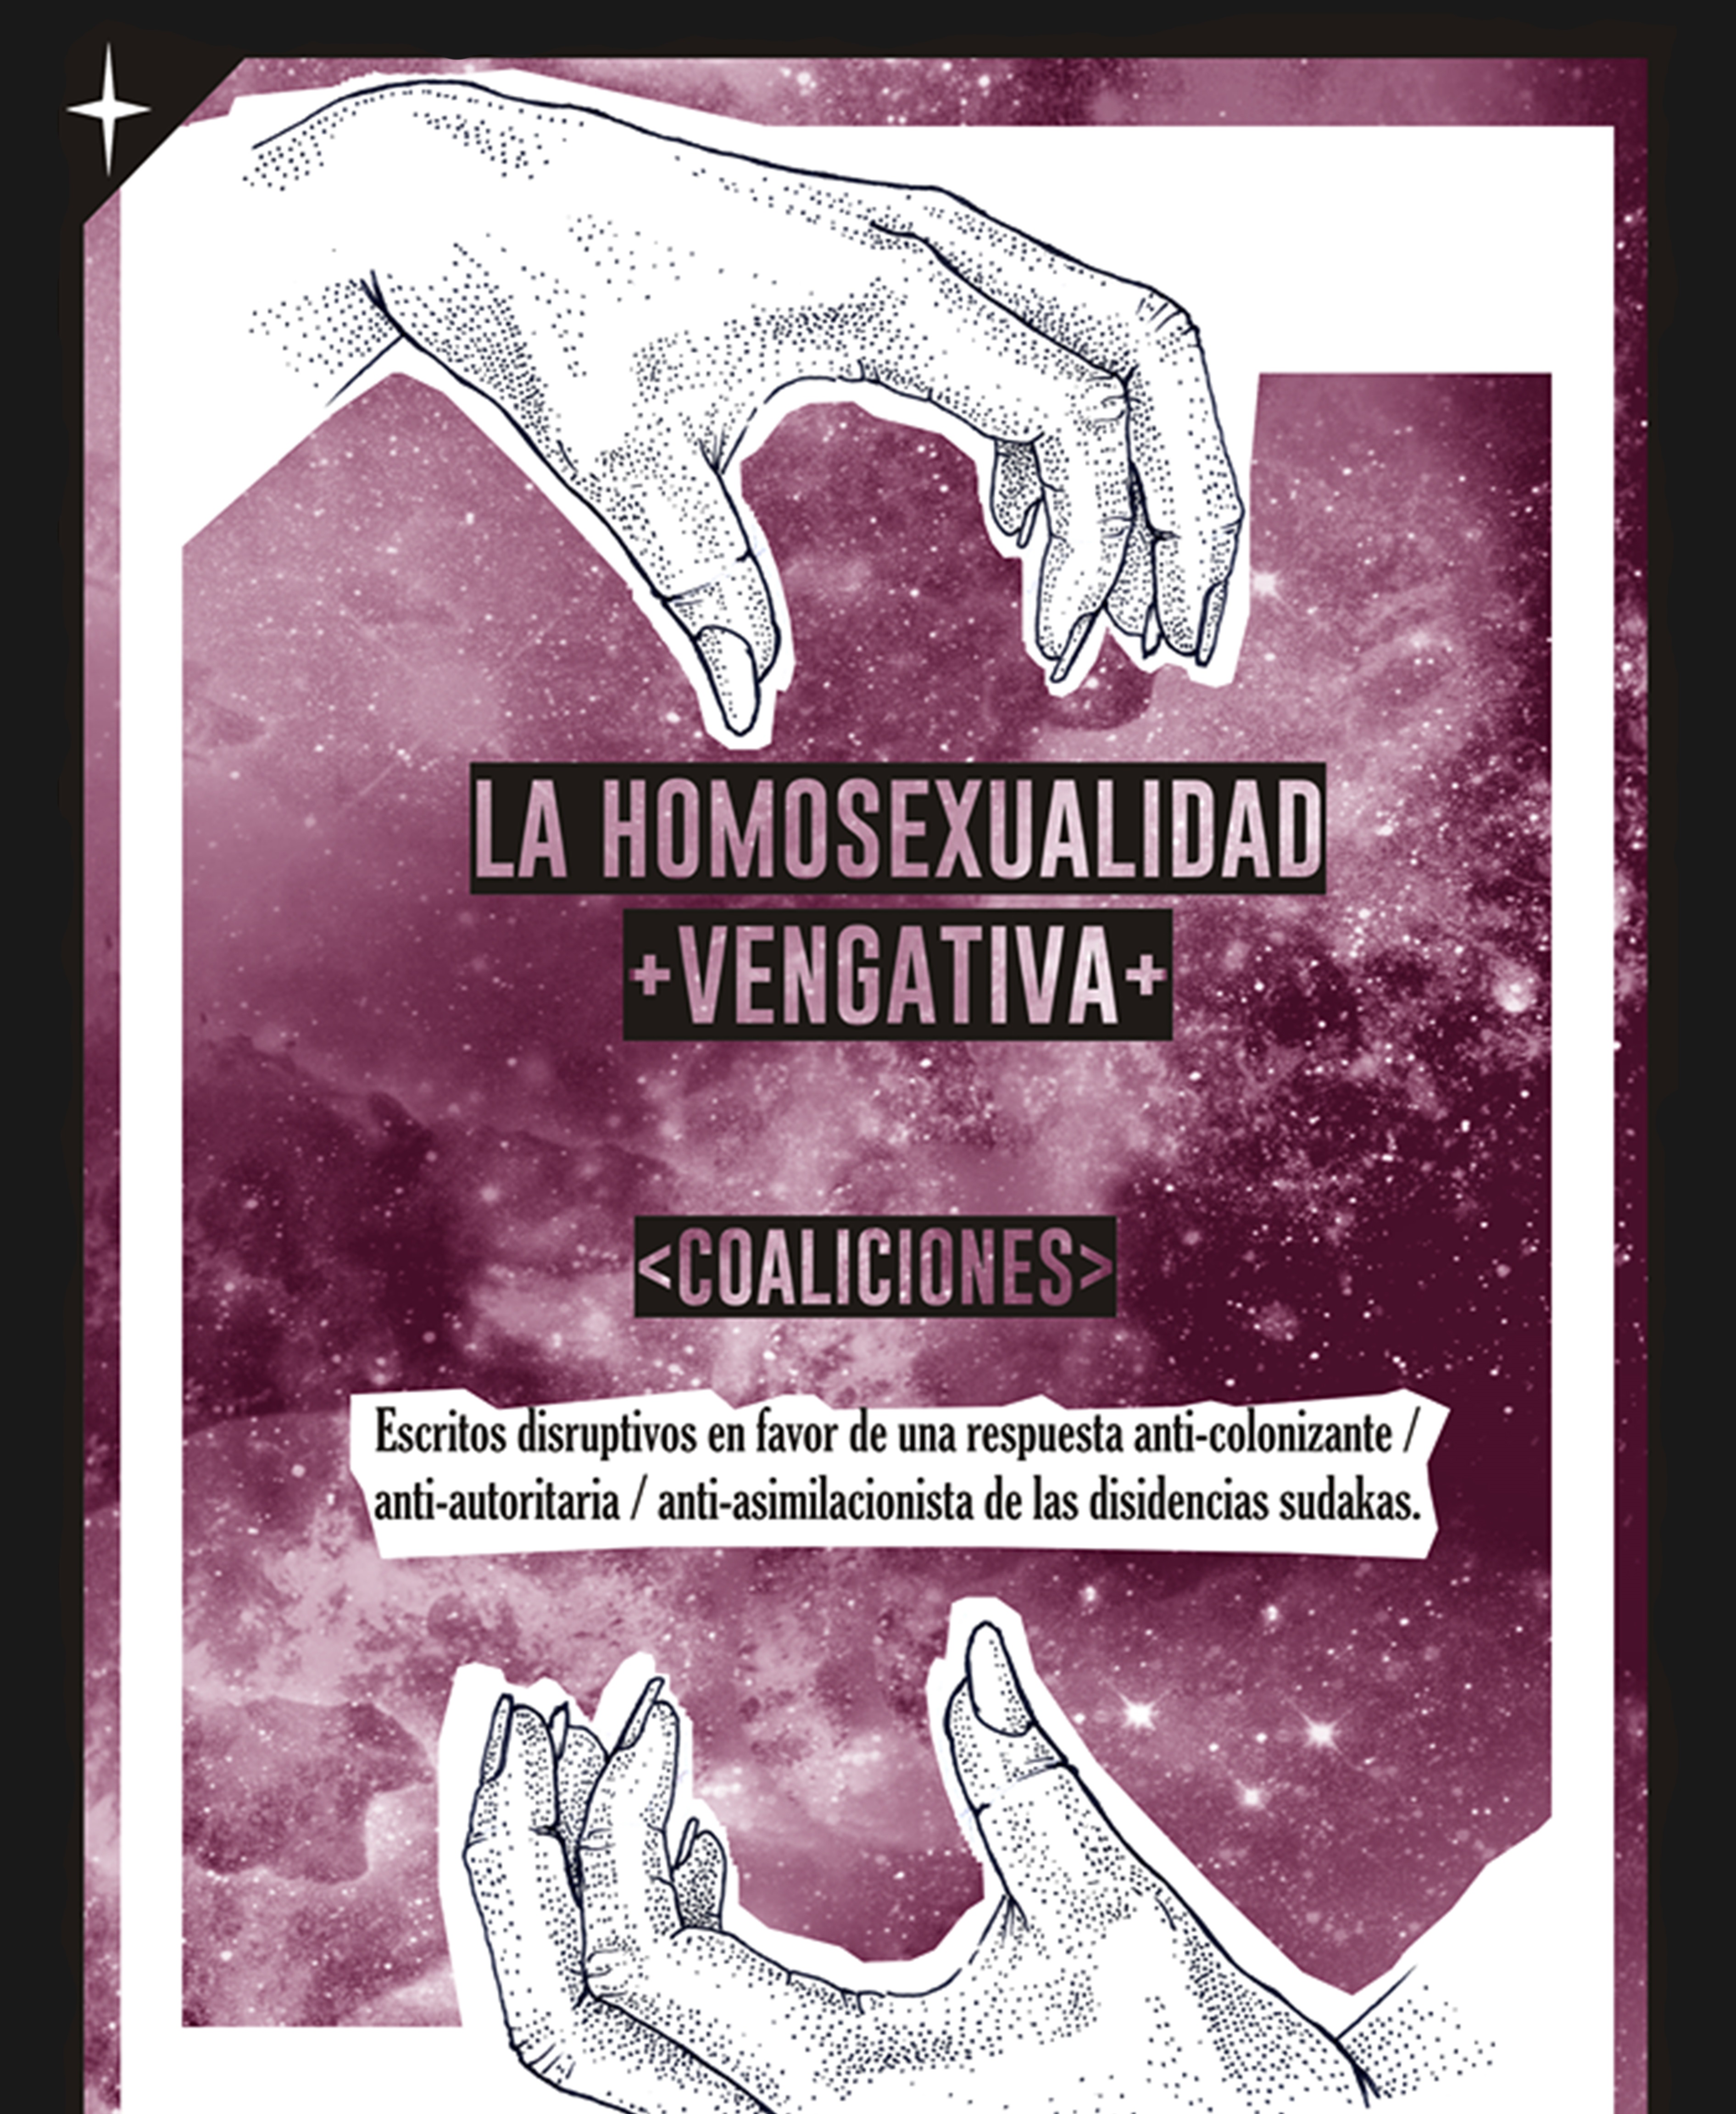 LA HOMOSEXUALIDAD
+VENGATIVA+
<COALICIONES>
Escritos disruptivos en favor de una respuesta anti-colonizante /
anti-autoritaria / anti-asimilacionista de las disidencias sudakas.